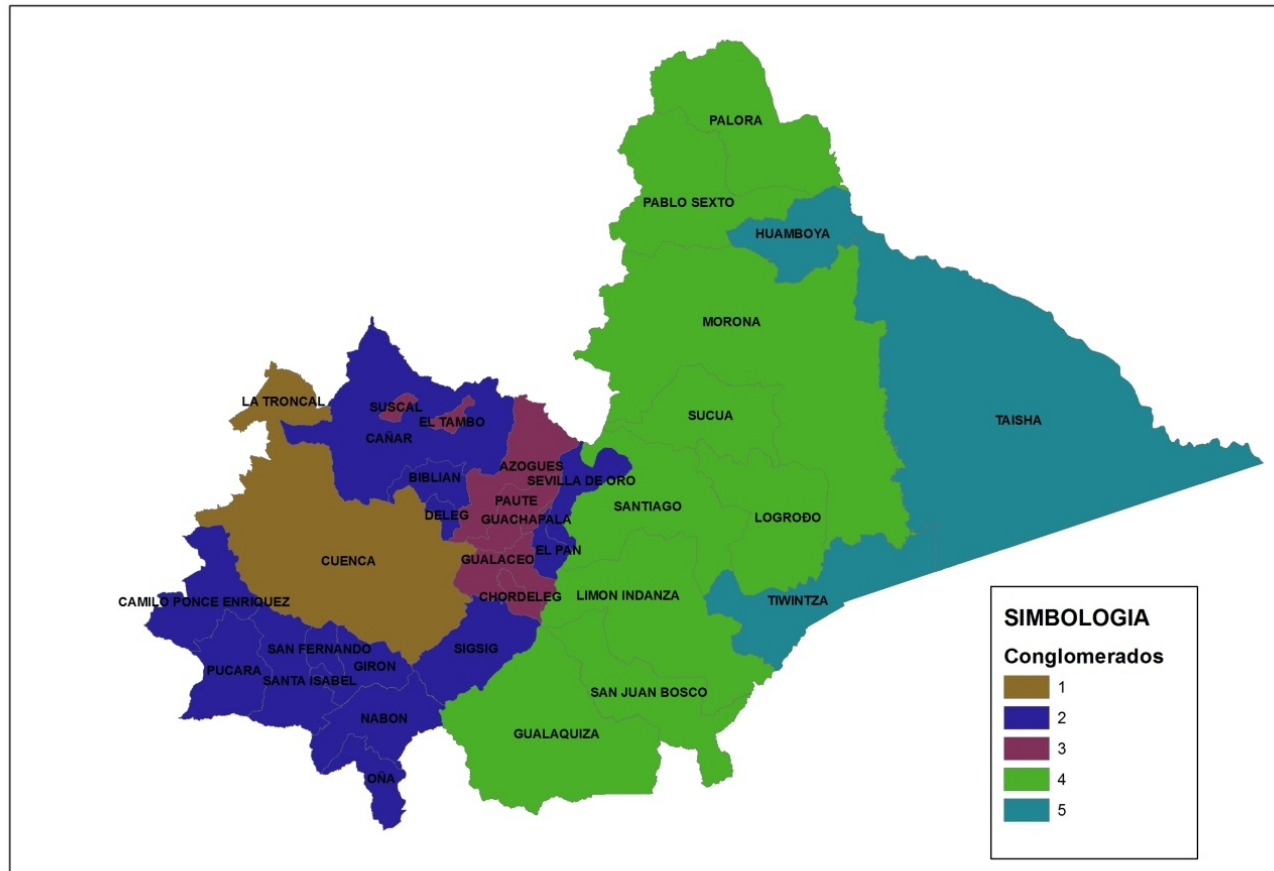 PALORA
PABLO SEXTO
HUAMBOYA
MORONA
LA TRONCAL
SUSCAL
EL TAMBO
SUCUA
TAISHA
CAÑAR
AZOGUES
BIBLIAN
SEVILLA DE ORO
PAUTE
SANTIAGO
DELEG
GUACHAPALA
LOGROÐO
EL PAN
CUENCA
GUALACEO
CHORDELEG
LIMON INDANZA
TIWINTZA
CAMILO PONCE ENRIQUEZ
SAN FERNANDO
SIGSIG
PUCARA
GIRON
SANTA ISABEL
SAN JUAN BOSCO
NABON
GUALAQUIZA
OÑA
SIMBOLOGIA
Conglomerados
1
2
3
4
5